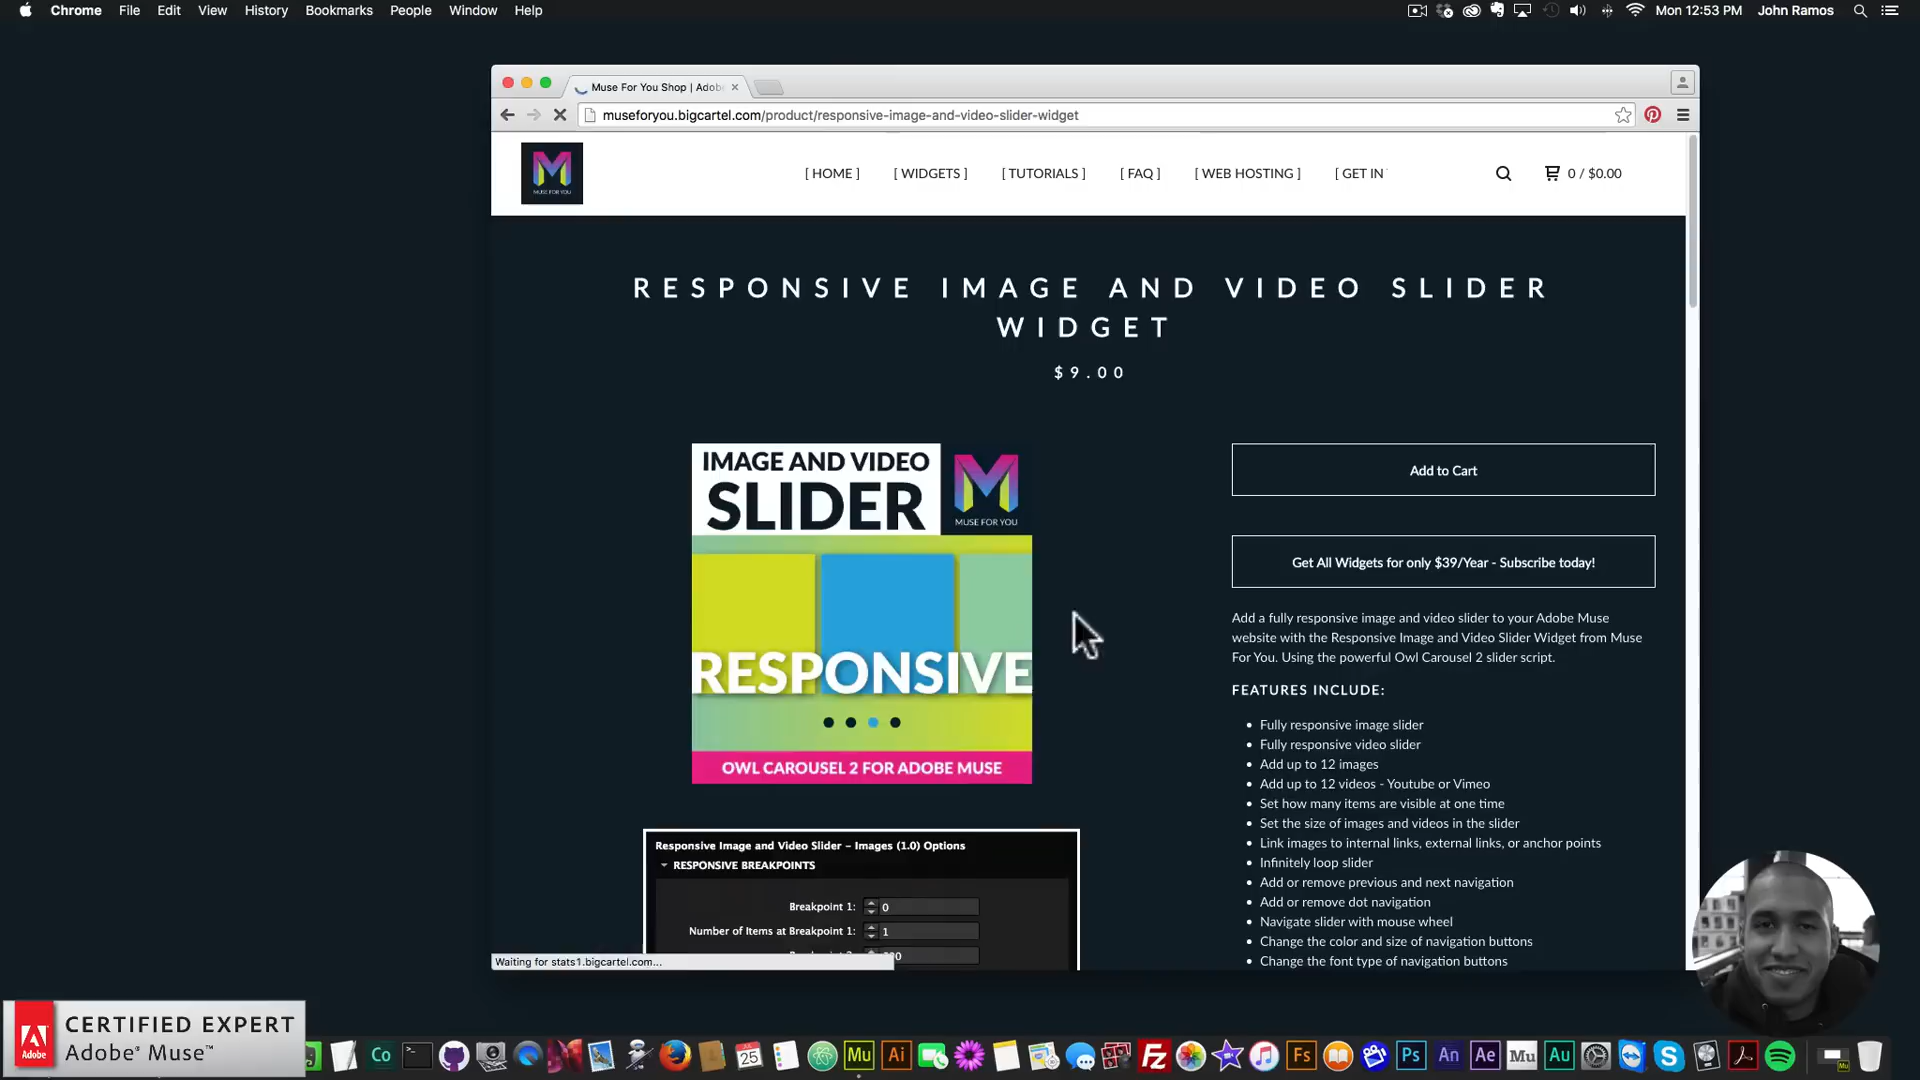 Chrome File Edit View History Bookmarks People Window Help
Mon 12:53 PM John Ramos
Muse For You Shop | Adob
museforyou.bigcartel.com/product/responsive-image-and-video-slider-widget
MUSE FOR YOU
[ HOME ] [ WIDGETS ] [ TUTORIALS ] [ FAQ ] [ WEB HOSTING ] [ GET IN
0 / $0.00
RESPONSIVE IMAGE AND VIDEO SLIDER
WIDGET
$9.00
IMAGE AND VIDEO
SLIDER
MUSE FOR YOU
RESPONSIVE
OWL CAROUSEL 2 FOR ADOBE MUSE
Responsive Image and Video Slider – Images (1.0) Options
RESPONSIVE BREAKPOINTS
Breakpoint 1: 0
Number of Items at Breakpoint 1: 1
Add to Cart
Get All Widgets for only $39/Year - Subscribe today!
Add a fully responsive image and video slider to your Adobe Muse
website with the Responsive Image and Video Slider Widget from Muse
For You. Using the powerful Owl Carousel 2 slider script.
FEATURES INCLUDE:
Fully responsive image slider
Fully responsive video slider
Add up to 12 images
Add up to 12 videos - Youtube or Vimeo
Set how many items are visible at one time
Set the size of images and videos in the slider
Link images to internal links, external links, or anchor points
Infinitely loop slider
Add or remove previous and next navigation
Add or remove dot navigation
Navigate slider with mouse wheel
Change the color and size of navigation buttons
Change the font type of navigation buttons
Waiting for stats1.bigcartel.com...
Adobe
CERTIFIED EXPERT
Adobe® Muse™
Co 25 Mu Ai Fz Fs Ps An Ae Mu Au